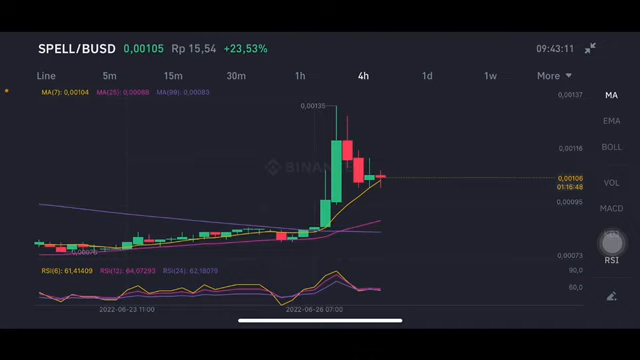 SPELL/BUSD 0,00105 Rp 15,54 +23,53% 09:43:11
Line 5m 15m 30m 1h 4h 1d 1w More
MA(7): 0,00104 MA(25): 0,00088 MA(99): 0,00083
0,00137
MA
0,00135
EMA
0,00116
BOLL
BINANCE
0,00106
01:16:48
VOL
0,00095
MACD
0,00076
0,00073
RSI
RSI(6): 61,41409 RSI(12): 64,07293 RSI(24): 62,18079
90,0
60,0
2022-06-23 11:00 2022-06-26 07:00